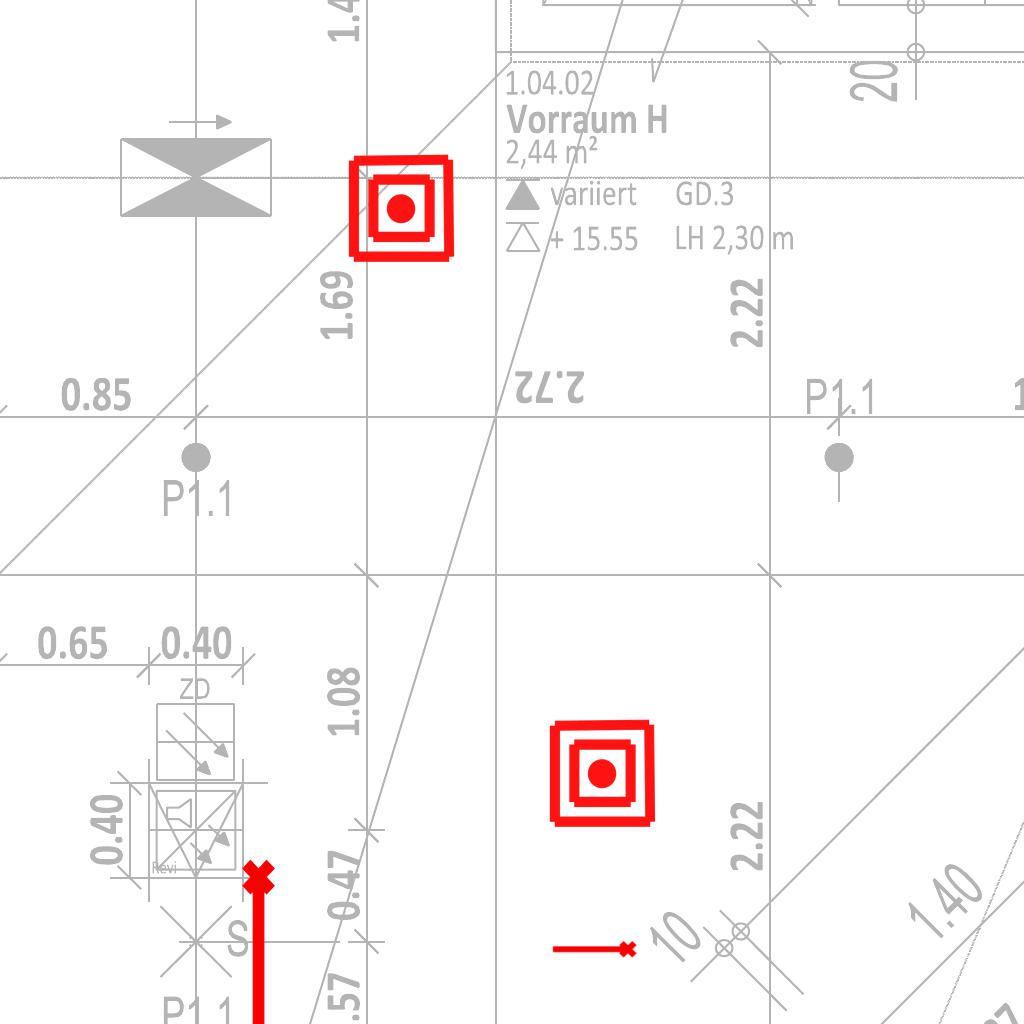 1.04.02
Vorraum H
2,44 m²
variiert GD.3
+ 15.55 LH 2,30 m
20
1.69
2.22
0.85
2.72
P1.1
P1.1
0.65
0.40
ZD
1.08
0.40
Revi
0.47
2.22
1.40
10
S
.57
P1.1